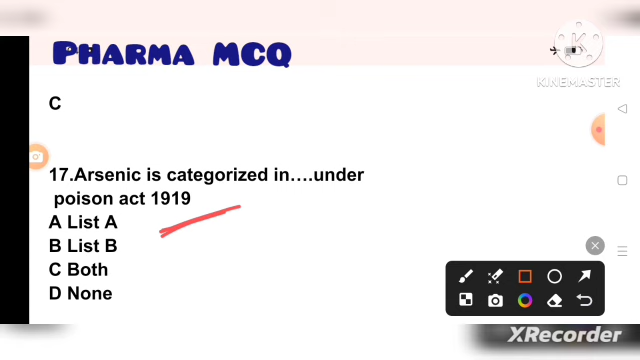 PHARMA MCQ
KINEMASTER
C
17.Arsenic is categorized in....under
poison act 1919
A List A
B List B
C Both
D None
XRecorder